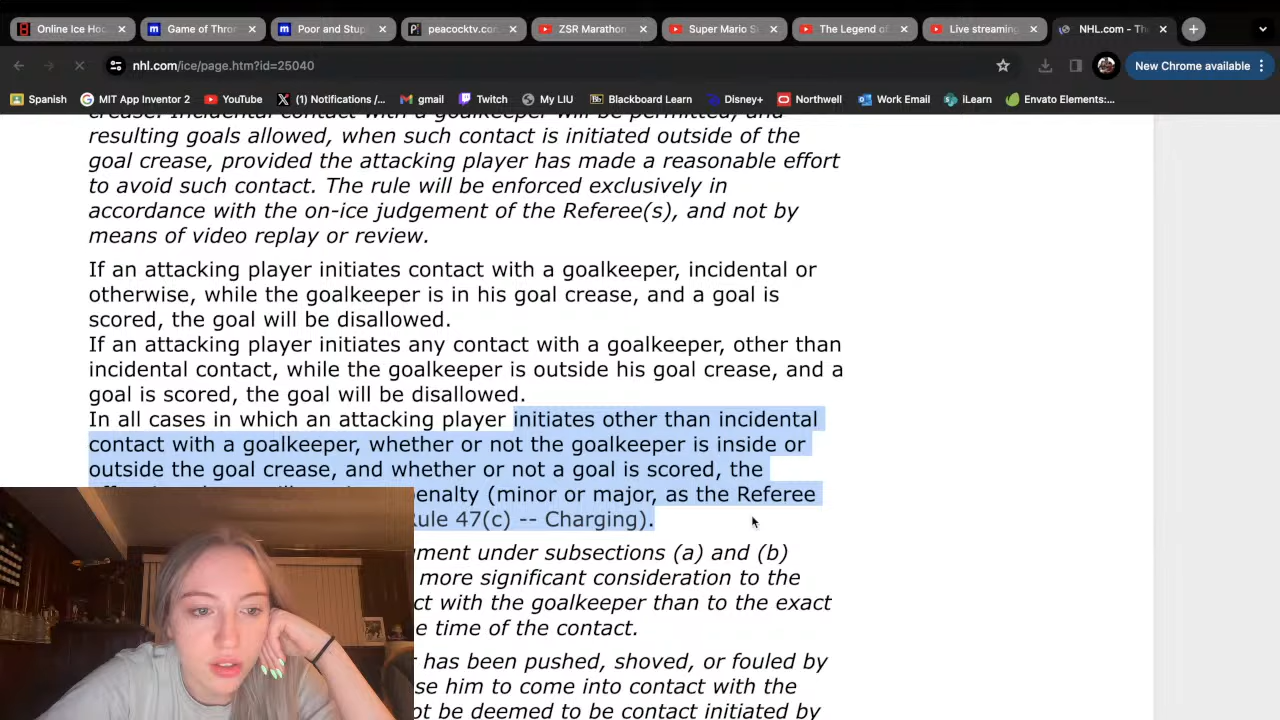 Online Ice Hoc
Game of Thron
Poor and Stup
peacocktv.com
ZSR Marathon
Super Mario S
The Legend of
Live streaming
NHL.com - Th
nhl.com/ice/page.htm?id=25040
New Chrome available
Spanish
MIT App Inventor 2
YouTube
(1) Notifications /...
gmail
Twitch
My LIU
Blackboard Learn
Disney+
Northwell
Work Email
iLearn
Envato Elements:...
crease. Incidental contact with a goalkeeper will be permitted, and
resulting goals allowed, when such contact is initiated outside of the
goal crease, provided the attacking player has made a reasonable effort
to avoid such contact. The rule will be enforced exclusively in
accordance with the on-ice judgement of the Referee(s), and not by
means of video replay or review.
If an attacking player initiates contact with a goalkeeper, incidental or
otherwise, while the goalkeeper is in his goal crease, and a goal is
scored, the goal will be disallowed.
If an attacking player initiates any contact with a goalkeeper, other than
incidental contact, while the goalkeeper is outside his goal crease, and a
goal is scored, the goal will be disallowed.
In all cases in which an attacking player initiates other than incidental
contact with a goalkeeper, whether or not the goalkeeper is inside or
outside the goal crease, and whether or not a goal is scored, the
enalty (minor or major, as the Referee
Rule 47(c) -- Charging).
ment under subsections (a) and (b)
more significant consideration to the
ct with the goalkeeper than to the exact
e time of the contact.
r has been pushed, shoved, or fouled by
se him to come into contact with the
ot be deemed to be contact initiated by